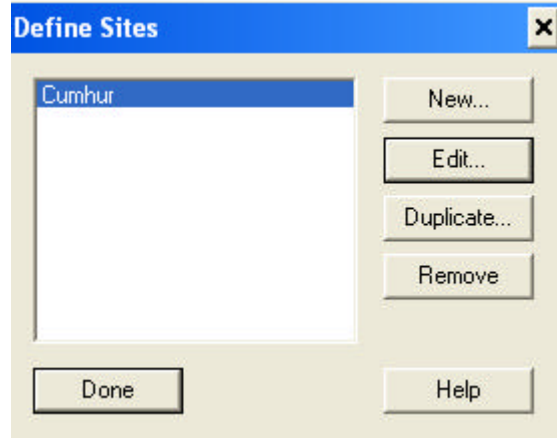 Define Sites
Cumhur
New...
Edit...
Duplicate...
Remove
Done
Help